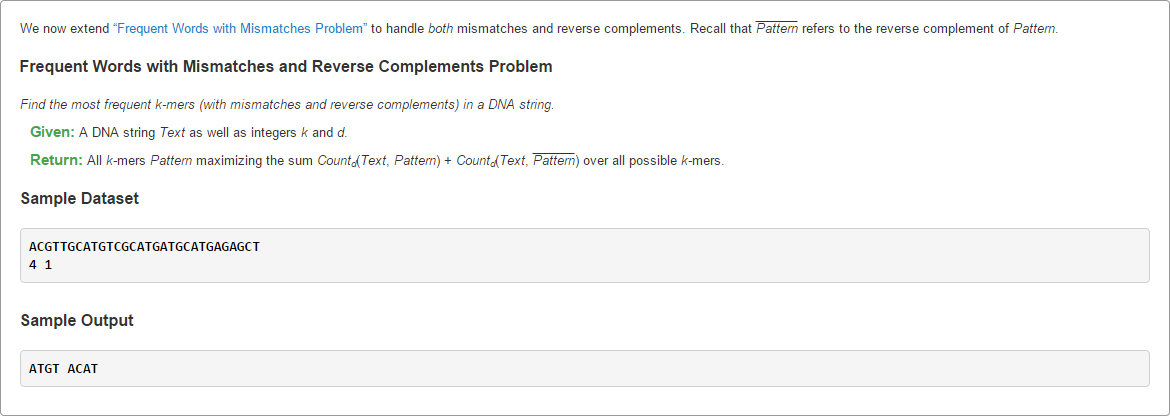 We now extend “Frequent Words with Mismatches Problem” to handle both mismatches and reverse complements. Recall that Pattern refers to the reverse complement of Pattern.
Frequent Words with Mismatches and Reverse Complements Problem
Find the most frequent k-mers (with mismatches and reverse complements) in a DNA string.
Given: A DNA string Text as well as integers k and d.
Return: All k-mers Pattern maximizing the sum Countd(Text, Pattern) + Countd(Text, Pattern) over all possible k-mers.
Sample Dataset
ACGTTGCATGTCGCATGATGCATGAGAGCT
4 1
Sample Output
ATGT ACAT